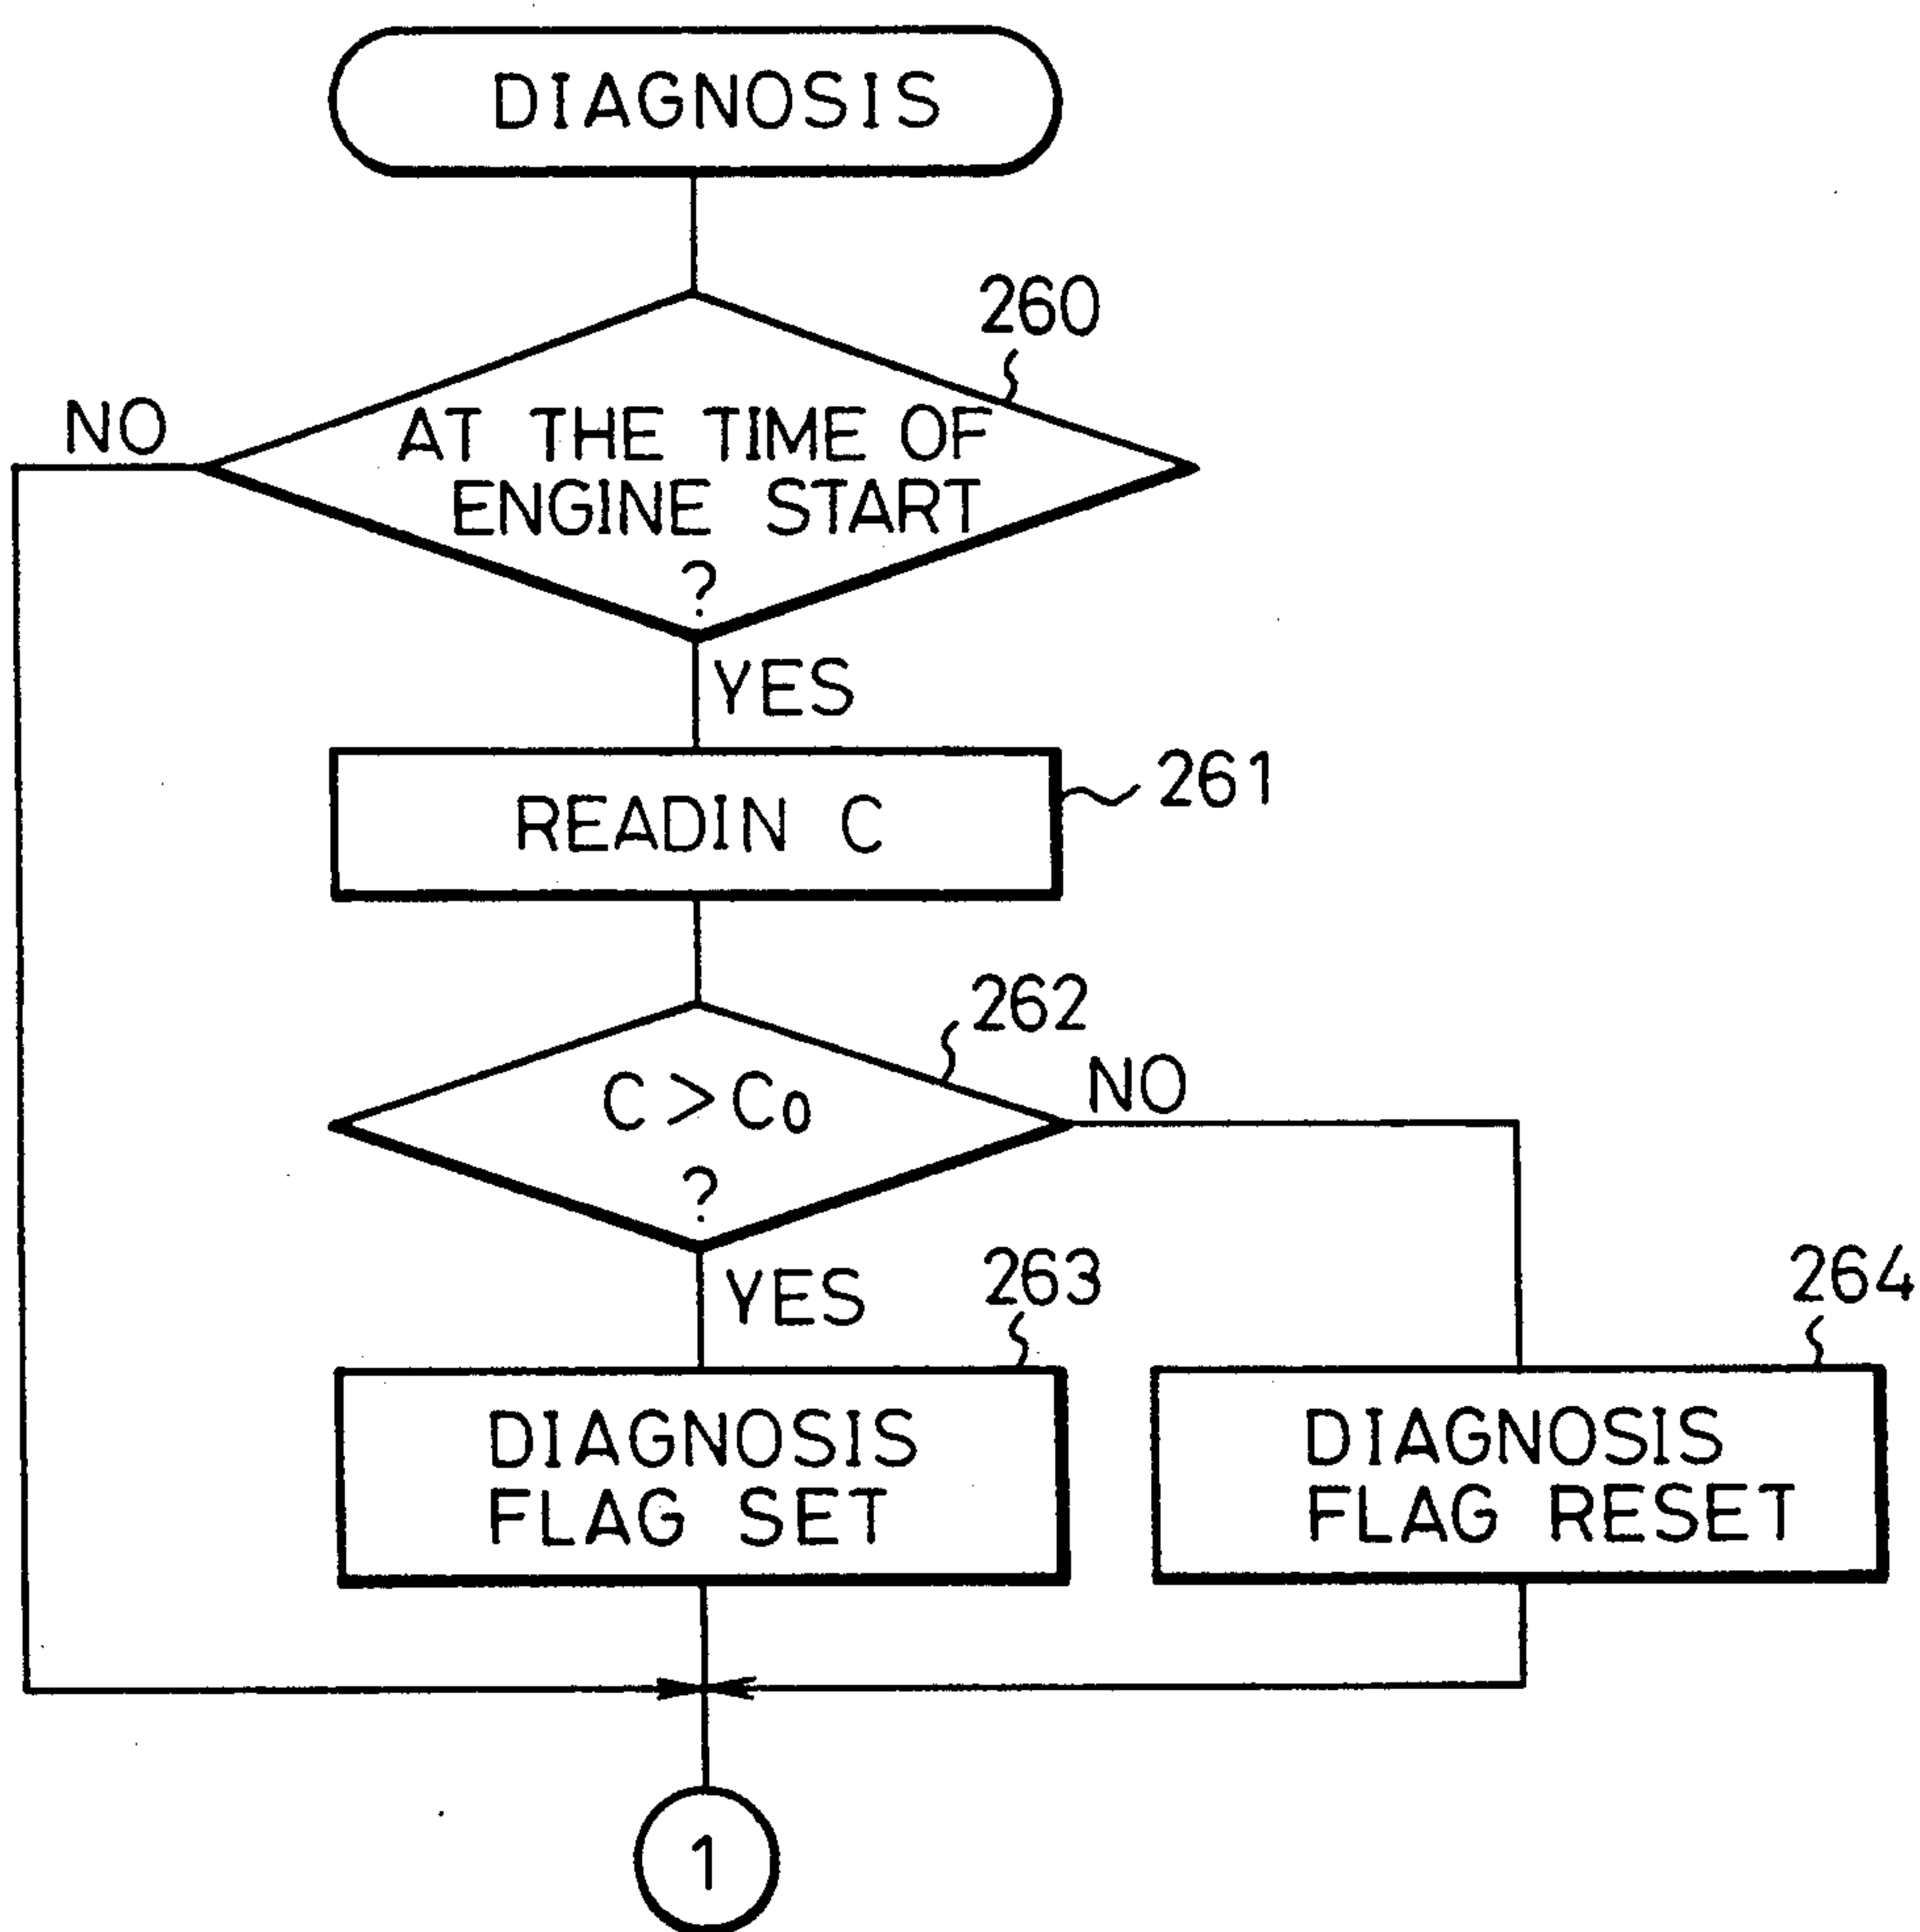 DIAGNOSIS
260
NO
AT THE TIME OF
ENGINE START
?
YES
READIN C
261
262
C > C₀
?
NO
YES
263
264
DIAGNOSIS
FLAG SET
DIAGNOSIS
FLAG RESET
1